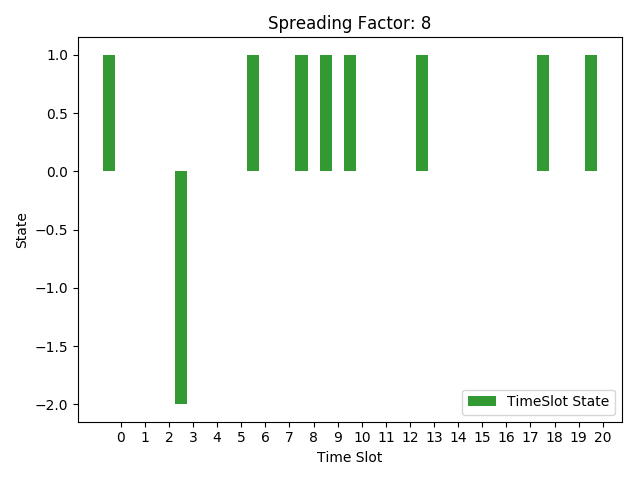 Spreading Factor: 8
1.0
0.5
0.0
−0.5
−1.0
−1.5
−2.0
State
TimeSlot State
0 1 2 3 4 5 6 7 8 9 10 11 12 13 14 15 16 17 18 19 20
Time Slot